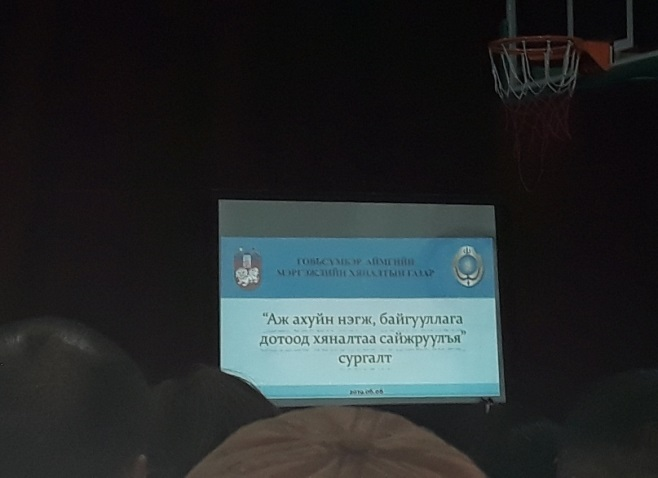 ГОВЬСҮМБЭР АЙМГИЙН
МЭРГЭЖЛИЙН ХЯНАЛТЫН ГАЗАР
“Аж ахуйн нэгж, байгууллага
дотоод хяналтаа сайжруулъя”
сургалт